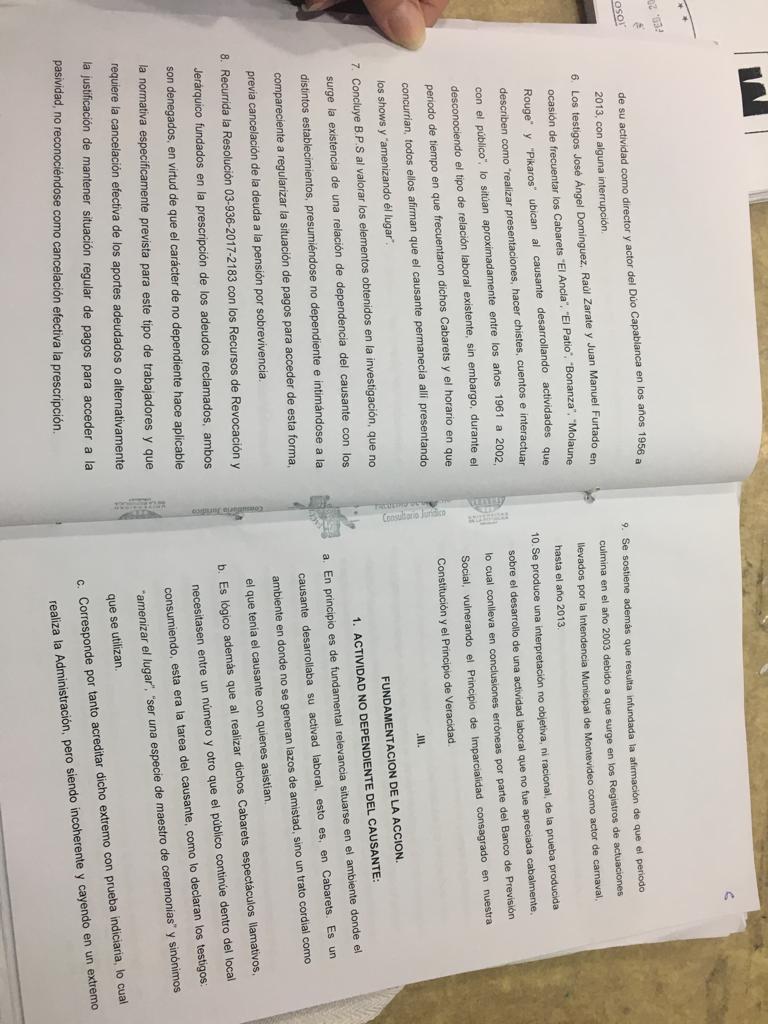 de su actividad como director y actor del Dúo Capablanca en los años 1956 a
2013, con alguna interrupción.
6. Los testigos José Ángel Domínguez, Raúl Zarate y Juan Manuel Furtado en
ocasión de frecuentar los Cabarets "El Ancla", "El Patio", "Bonanza", "Molaune
Rouge" y "Pikaros" ubican al causante desarrollando actividades que
describen como "realizar presentaciones, hacer chistes, cuentos e interactuar
con el público", lo sitúan aproximadamente entre los años 1961 a 2002,
desconociendo el tipo de relación laboral existente, sin embargo, durante el
periodo de tiempo en que frecuentaron dichos Cabarets y el horario en que
concurrían, todos ellos afirman que el causante permanecía allí presentando
los shows y "amenizando él lugar".
7. Concluye B.P.S al valorar los elementos obtenidos en la investigación, que no
surge la existencia de una relación de dependencia del causante con los
distintos establecimientos, presumiéndose no dependiente e intimándose a la
compareciente a regularizar la situación de pagos para acceder de esta forma,
previa cancelación de la deuda a la pensión por sobrevivencia.
8. Recurrida la Resolución 03-936-2017-2183 con los Recursos de Revocación y
Jerárquico fundados en la prescripción de los adeudos reclamados, ambos
son denegados, en virtud de que el carácter de no dependiente hace aplicable
la normativa específicamente prevista para este tipo de trabajadores y que
requiere la cancelación efectiva de los aportes adeudados o alternativamente
la justificación de mantener situación regular de pagos para acceder a la
pasividad, no reconociéndose como cancelación efectiva la prescripción.
9. Se sostiene además que resulta infundada la afirmación de que el periodo
culmina en el año 2003 debido a que surge en los Registros de actuaciones
llevados por la Intendencia Municipal de Montevideo como actor de carnaval,
hasta el año 2013.
10. Se produce una interpretación no objetiva, ni racional, de la prueba producida
sobre el desarrollo de una actividad laboral que no fue apreciada cabalmente,
lo cual conlleva en conclusiones erróneas por parte del Banco de Previsión
Social, vulnerando el Principio de Imparcialidad consagrado en nuestra
Constitución y el Principio de Veracidad.
.III.
FUNDAMENTACION DE LA ACCION.
1. ACTIVIDAD NO DEPENDIENTE DEL CAUSANTE:
a. En principio es de fundamental relevancia situarse en el ambiente donde el
causante desarrollaba su activad laboral, esto es, en Cabarets. Es un
ambiente en donde no se generan lazos de amistad, sino un trato cordial como
el que tenía el causante con quienes asistían.
b. Es lógico además que al realizar dichos Cabarets espectáculos llamativos,
necesitasen entre un número y otro que el público continúe dentro del local
consumiendo, esta era la tarea del causante, como lo declaran los testigos:
"amenizar el lugar", "ser una especie de maestro de ceremonias" y sinónimos
que se utilizan.
c. Corresponde por tanto acreditar dicho extremo con prueba indiciaria, lo cual
realiza la Administración, pero siendo incoherente y cayendo en un extremo
Consultorio Jurídico
Consultorio Jurídico